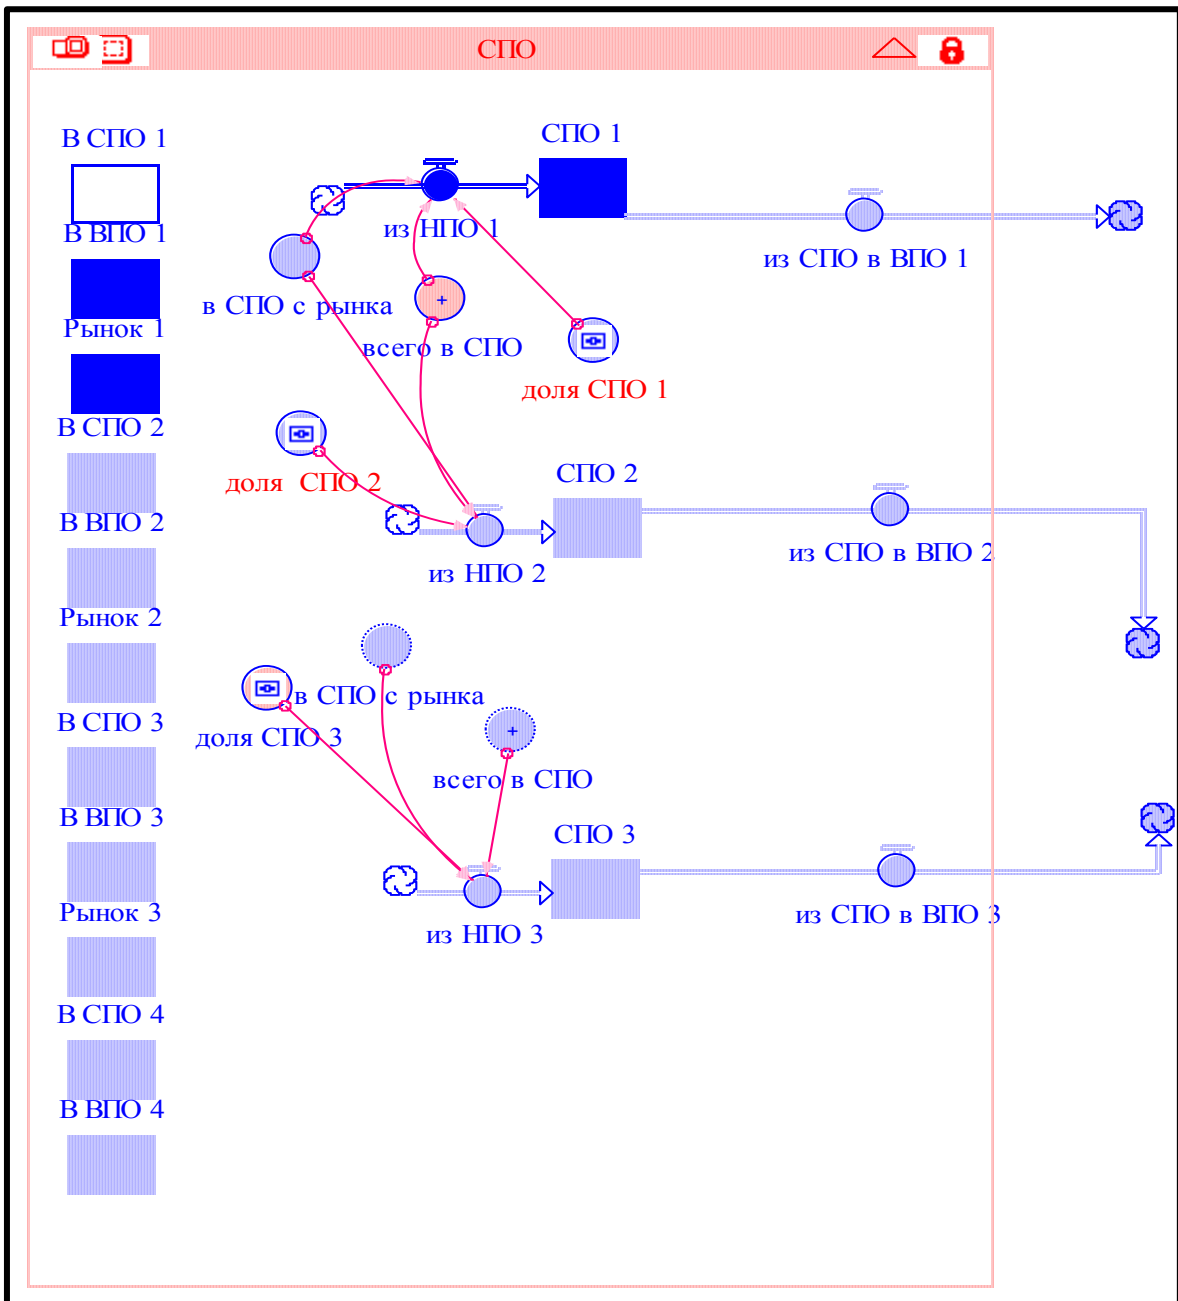 СПО
В СПО 1
СПО 1
В ВПО 1
из НПО 1
из СПО в ВПО 1
в СПО с рынка
Рынок 1
всего в СПО
доля СПО 1
В СПО 2
доля СПО 2
СПО 2
В ВПО 2
из СПО в ВПО 2
из НПО 2
Рынок 2
в СПО с рынка
В СПО 3
доля СПО 3
всего в СПО
В ВПО 3
СПО 3
Рынок 3
из СПО в ВПО 3
из НПО 3
В СПО 4
В ВПО 4